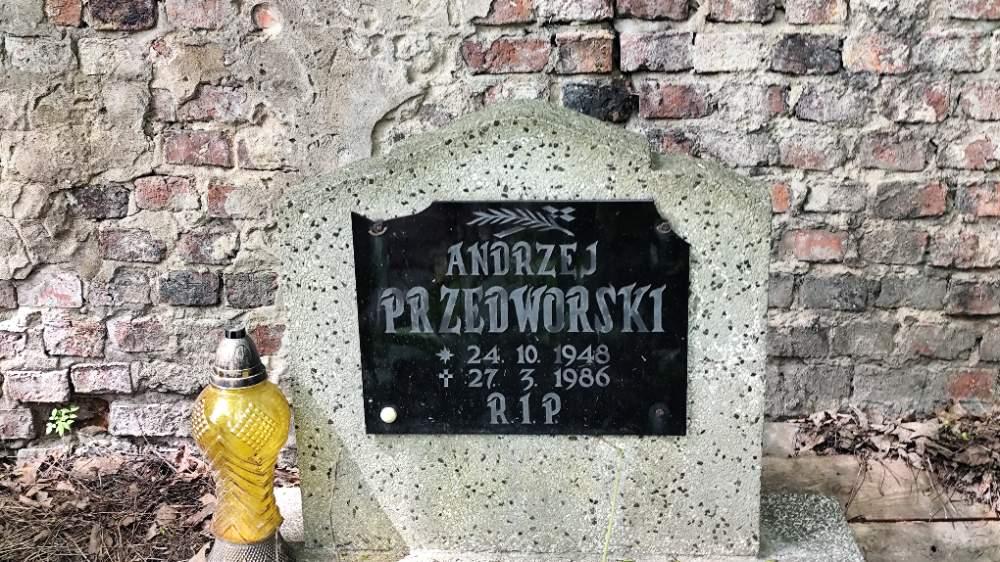 ANDRZEJ
PRZEDWORSKI
* 24. 10. 1948
✝ 27. 3. 1986
R.I.P.